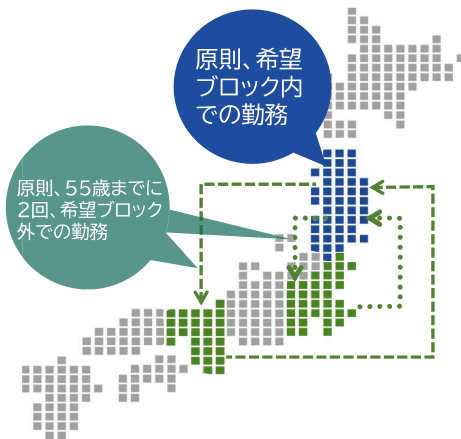 原則、希望
ブロック内
での勤務
原則、55歳までに
2回、希望ブロック
外での勤務